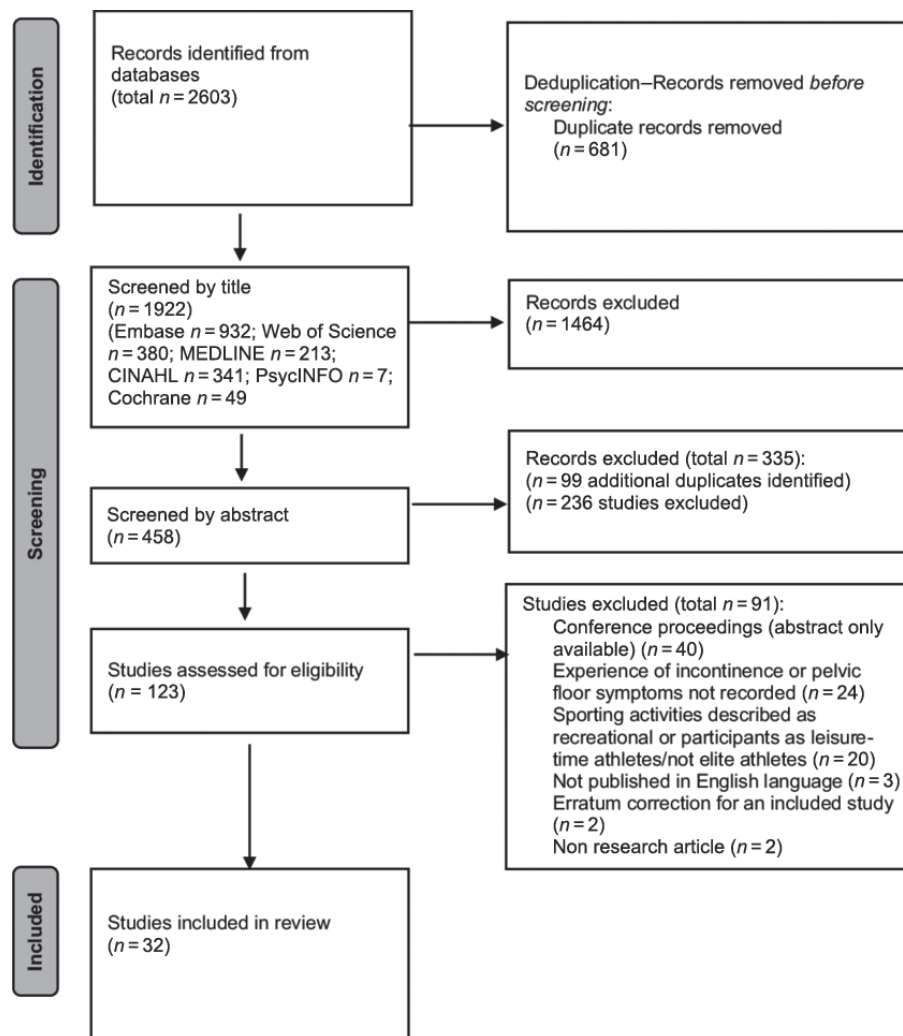 Identification
Records identified from
databases
(total n = 2603)
Deduplication–Records removed before
screening:
Duplicate records removed
(n = 681)
Screening
Screened by title
(n = 1922)
(Embase n = 932; Web of Science
n = 380; MEDLINE n = 213;
CINAHL n = 341; PsycINFO n = 7;
Cochrane n = 49
Records excluded
(n = 1464)
Screened by abstract
(n = 458)
Records excluded (total n = 335):
(n = 99 additional duplicates identified)
(n = 236 studies excluded)
Studies assessed for eligibility
(n = 123)
Studies excluded (total n = 91):
Conference proceedings (abstract only
available) (n = 40)
Experience of incontinence or pelvic
floor symptoms not recorded (n = 24)
Sporting activities described as
recreational or participants as leisure-
time athletes/not elite athletes (n = 20)
Not published in English language (n = 3)
Erratum correction for an included study
(n = 2)
Non research article (n = 2)
Included
Studies included in review
(n = 32)